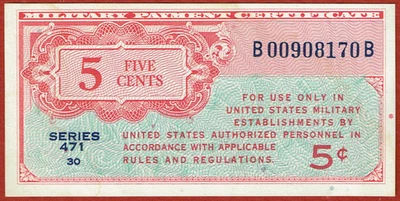 MILITARY PAYMENT CERTIFICATE
B00908170B
5 FIVE CENTS
FOR USE ONLY IN
UNITED STATES MILITARY
ESTABLISHMENTS BY
UNITED STATES AUTHORIZED PERSONNEL IN
ACCORDANCE WITH APPLICABLE
RULES AND REGULATIONS.
SERIES
471
30
5¢